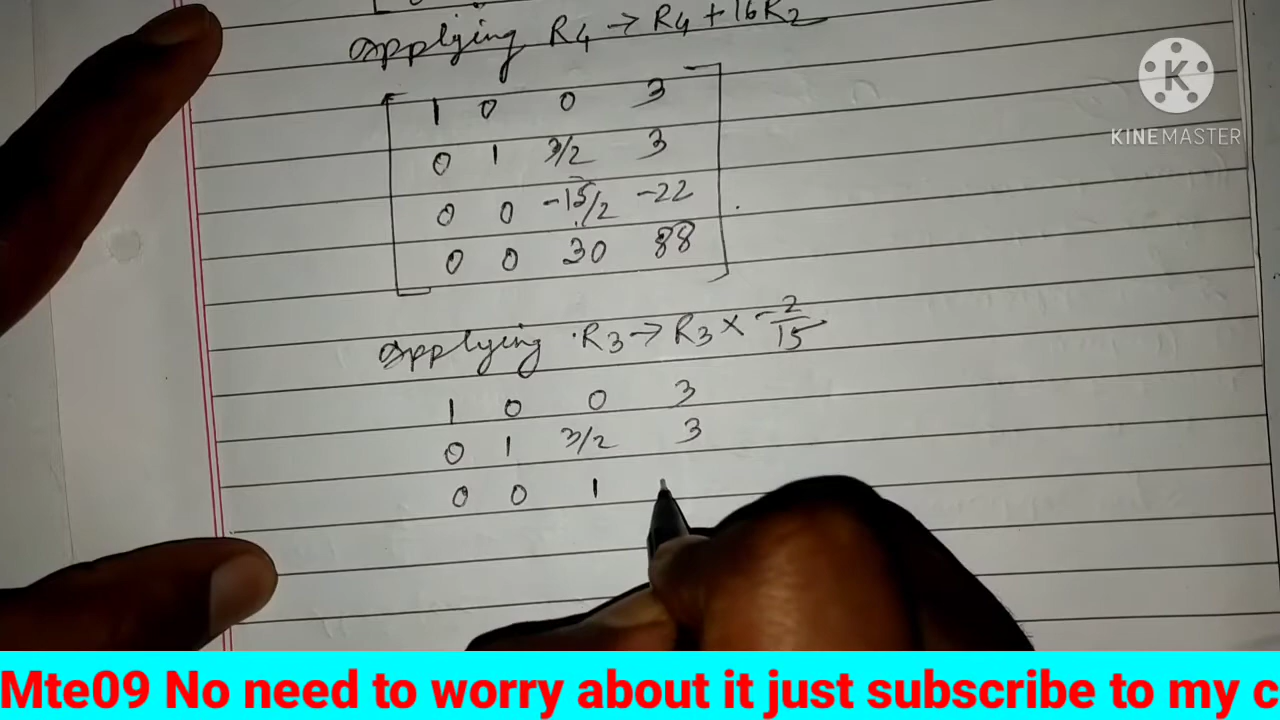 applying R4 → R4 + 16R2
1 0 0 3
0 1 3/2 3
0 0 -15/2 -22
0 0 30 88
applying R3 → R3 × -2/15
1 0 0 3
0 1 3/2 3
0 0 1
K
KINEMASTER
Mte09 No need to worry about it just subscribe to my c